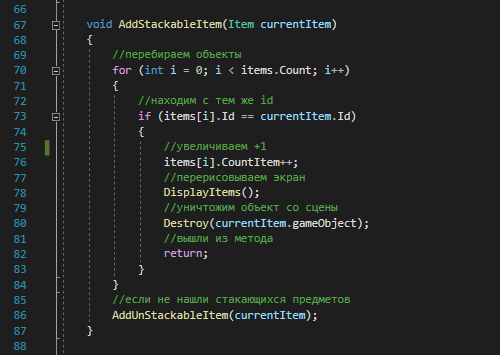 66
67 void AddStackableItem(Item currentItem)
68 {
69 //перебираем объекты
70 for (int i = 0; i < items.Count; i++)
71 {
72 //находим с тем же id
73 if (items[i].Id == currentItem.Id)
74 {
75 //увеличиваем +1
76 items[i].CountItem++;
77 //перерисовываем экран
78 DisplayItems();
79 //уничтожим объект со сцены
80 Destroy(currentItem.gameObject);
81 //вышли из метода
82 return;
83 }
84 }
85 //если не нашли стакающихся предметов
86 AddUnStackableItem(currentItem);
87 }
88